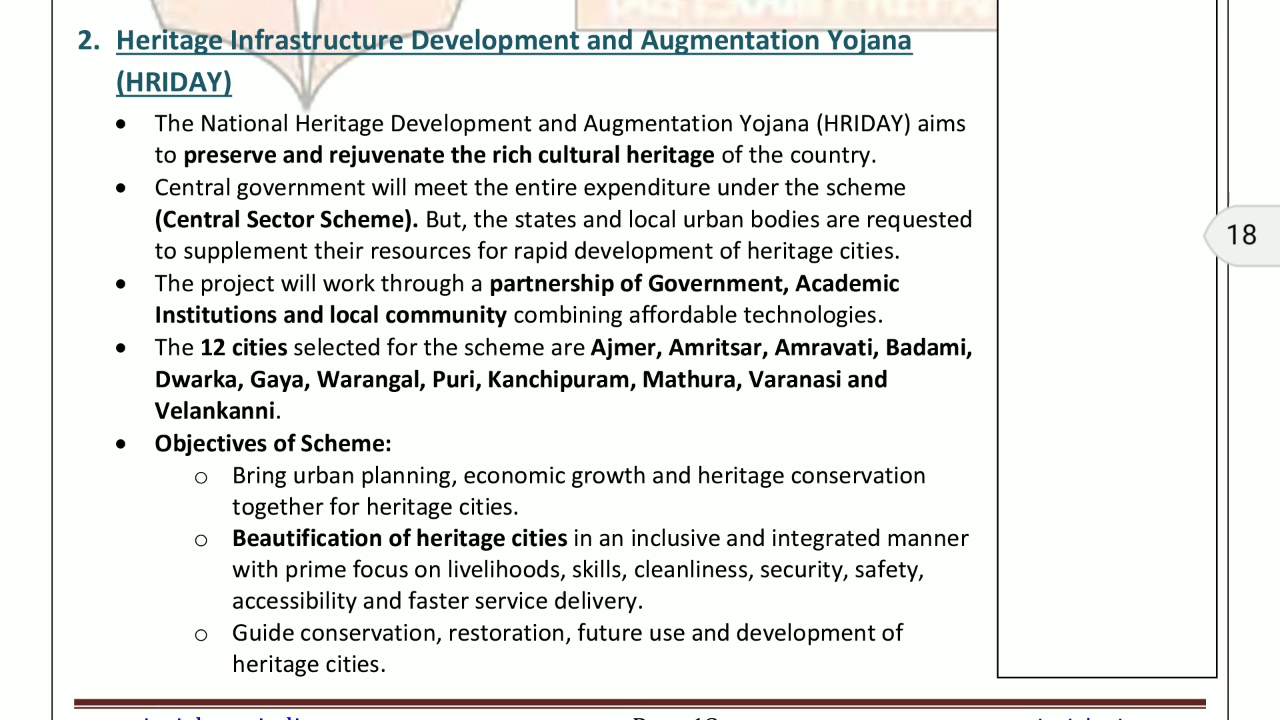 2. Heritage Infrastructure Development and Augmentation Yojana
(HRIDAY)
• The National Heritage Development and Augmentation Yojana (HRIDAY) aims
to preserve and rejuvenate the rich cultural heritage of the country.
• Central government will meet the entire expenditure under the scheme
(Central Sector Scheme). But, the states and local urban bodies are requested
to supplement their resources for rapid development of heritage cities.
• The project will work through a partnership of Government, Academic
Institutions and local community combining affordable technologies.
• The 12 cities selected for the scheme are Ajmer, Amritsar, Amravati, Badami,
Dwarka, Gaya, Warangal, Puri, Kanchipuram, Mathura, Varanasi and
Velankanni.
• Objectives of Scheme:
o Bring urban planning, economic growth and heritage conservation
together for heritage cities.
o Beautification of heritage cities in an inclusive and integrated manner
with prime focus on livelihoods, skills, cleanliness, security, safety,
accessibility and faster service delivery.
o Guide conservation, restoration, future use and development of
heritage cities.
18